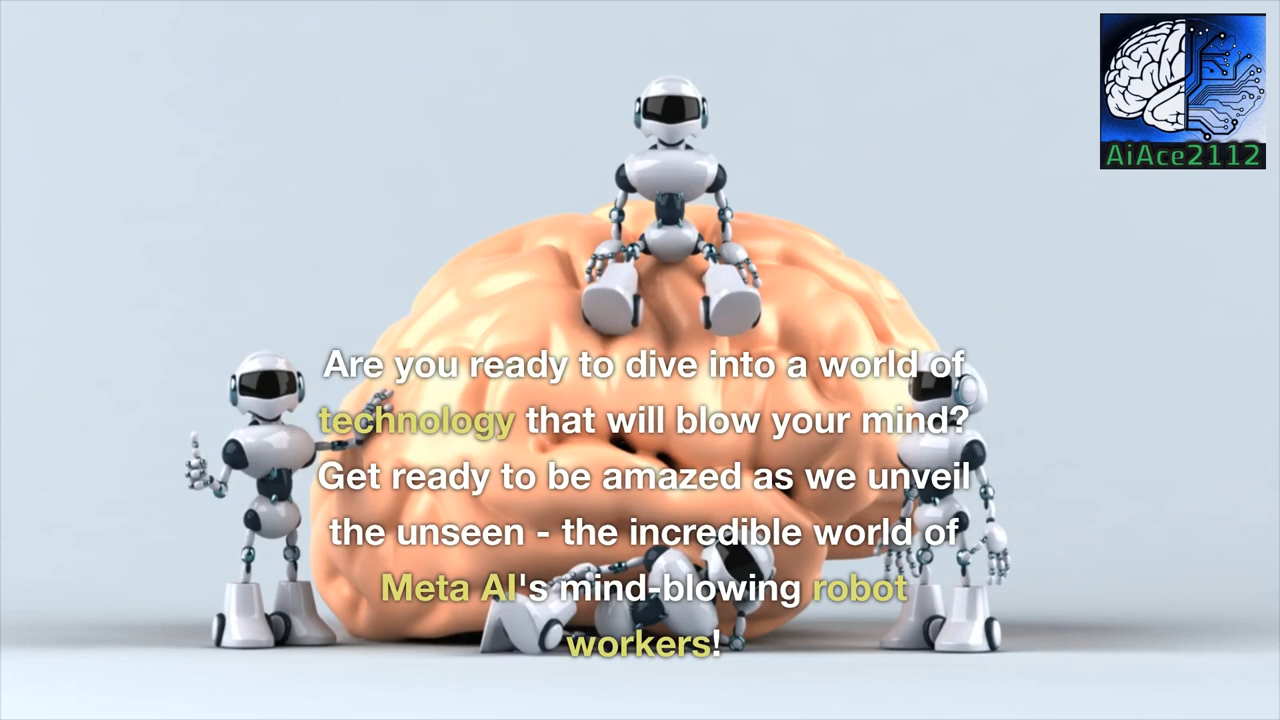 AiAce2112
Are you ready to dive into a world of
technology that will blow your mind?
Get ready to be amazed as we unveil
the unseen - the incredible world of
Meta AI's mind-blowing robot
workers!